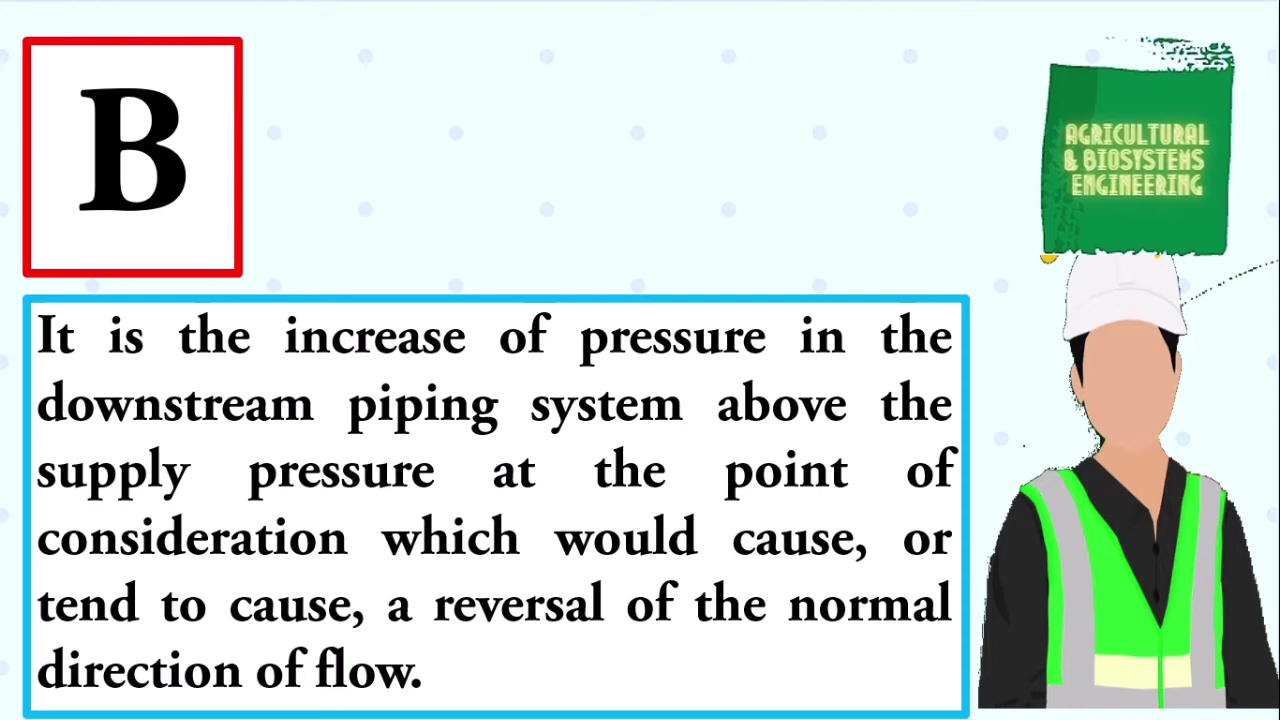 B
AGRICULTURAL
& BIOSYSTEMS
ENGINEERING
It is the increase of pressure in the
downstream piping system above the
supply pressure at the point of
consideration which would cause, or
tend to cause, a reversal of the normal
direction of flow.